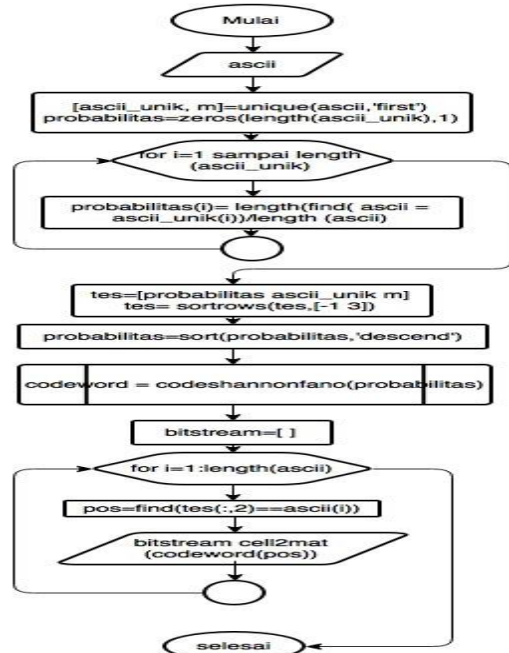 Mulai
ascii
[ascii_unik, m]=unique(ascii,'first')
probabilitas=zeros(length(ascii_unik),1)
for i=1 sampai length
(ascii_unik)
probabilitas(i)= length(find( ascii =
ascii_unik(i))/length (ascii)
tes=[probabilitas ascii_unik m]
tes= sortrows(tes,[-1 3])
probabilitas=sort(probabilitas,'descend')
codeword = codeshannonfano(probabilitas)
bitstream=[ ]
for i=1:length(ascii)
pos=find(tes(:,2)==ascii(i))
bitstream cell2mat
(codeword(pos))
selesai